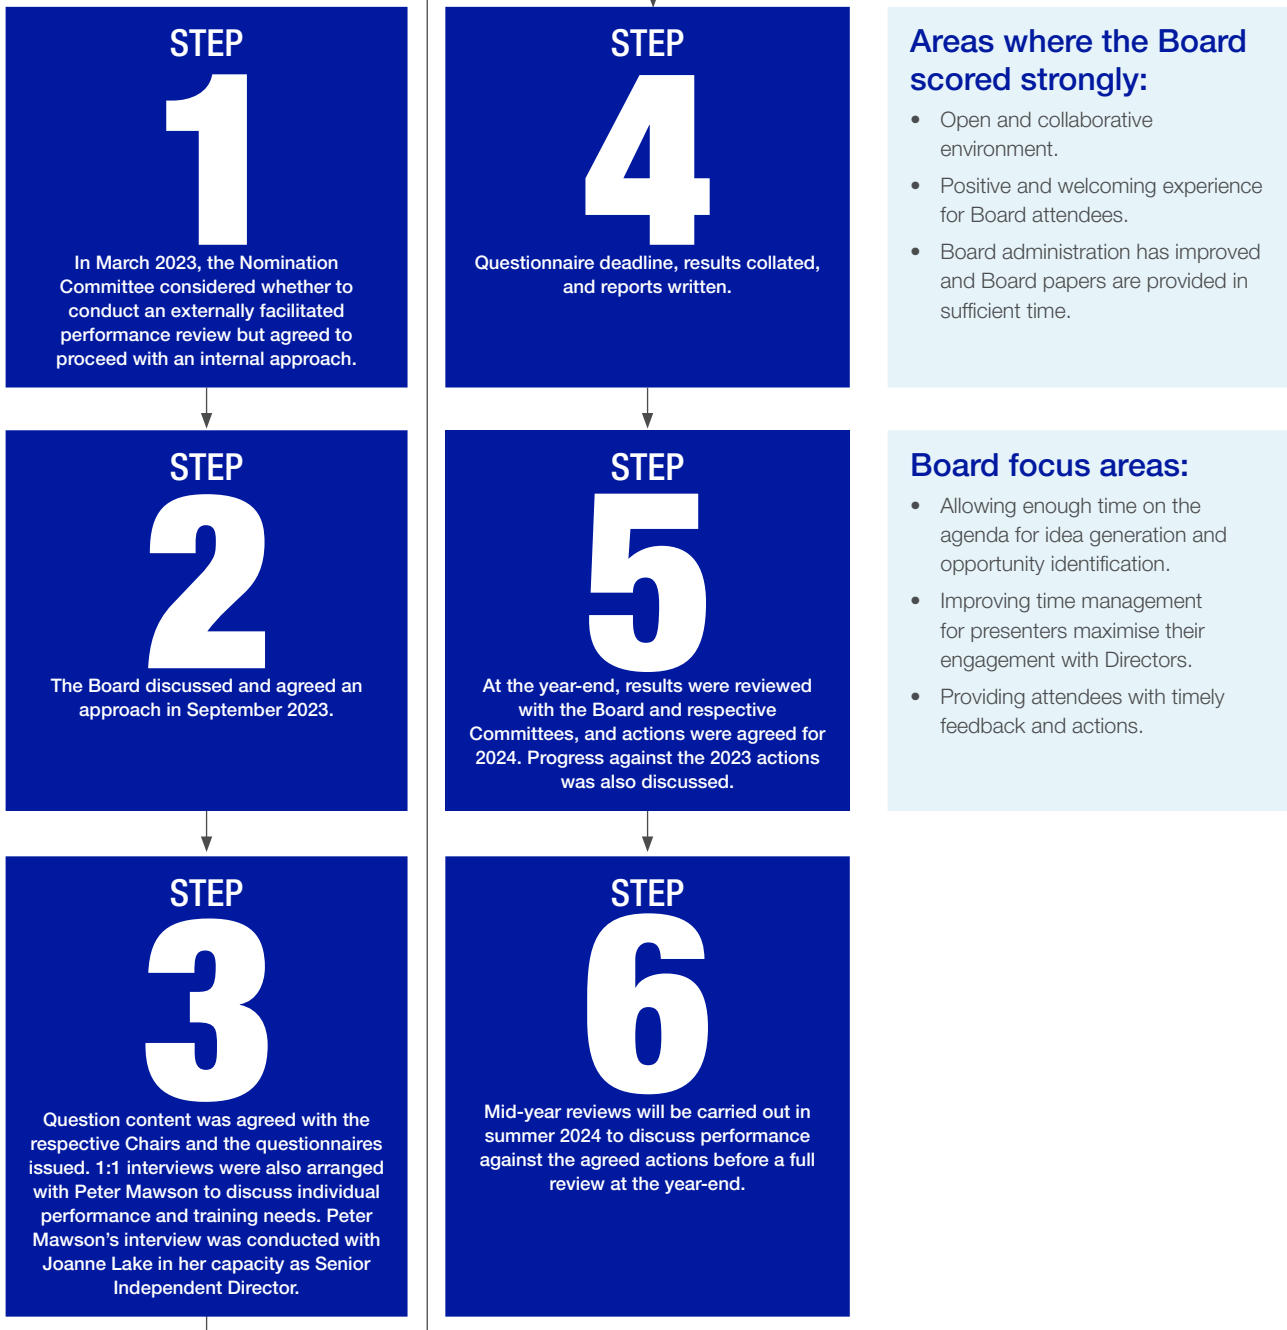 STEP
1
In March 2023, the Nomination
Committee considered whether to
conduct an externally facilitated
performance review but agreed to
proceed with an internal approach.
STEP
2
The Board discussed and agreed an
approach in September 2023.
STEP
3
Question content was agreed with the
respective Chairs and the questionnaires
issued. 1:1 interviews were also arranged
with Peter Mawson to discuss individual
performance and training needs. Peter
Mawson’s interview was conducted with
Joanne Lake in her capacity as Senior
Independent Director.
STEP
4
Questionnaire deadline, results collated,
and reports written.
STEP
5
At the year-end, results were reviewed
with the Board and respective
Committees, and actions were agreed for
2024. Progress against the 2023 actions
was also discussed.
STEP
6
Mid-year reviews will be carried out in
summer 2024 to discuss performance
against the agreed actions before a full
review at the year-end.
Areas where the Board
scored strongly:
• Open and collaborative
environment.
• Positive and welcoming experience
for Board attendees.
• Board administration has improved
and Board papers are provided in
sufficient time.
Board focus areas:
• Allowing enough time on the
agenda for idea generation and
opportunity identification.
• Improving time management
for presenters maximise their
engagement with Directors.
• Providing attendees with timely
feedback and actions.